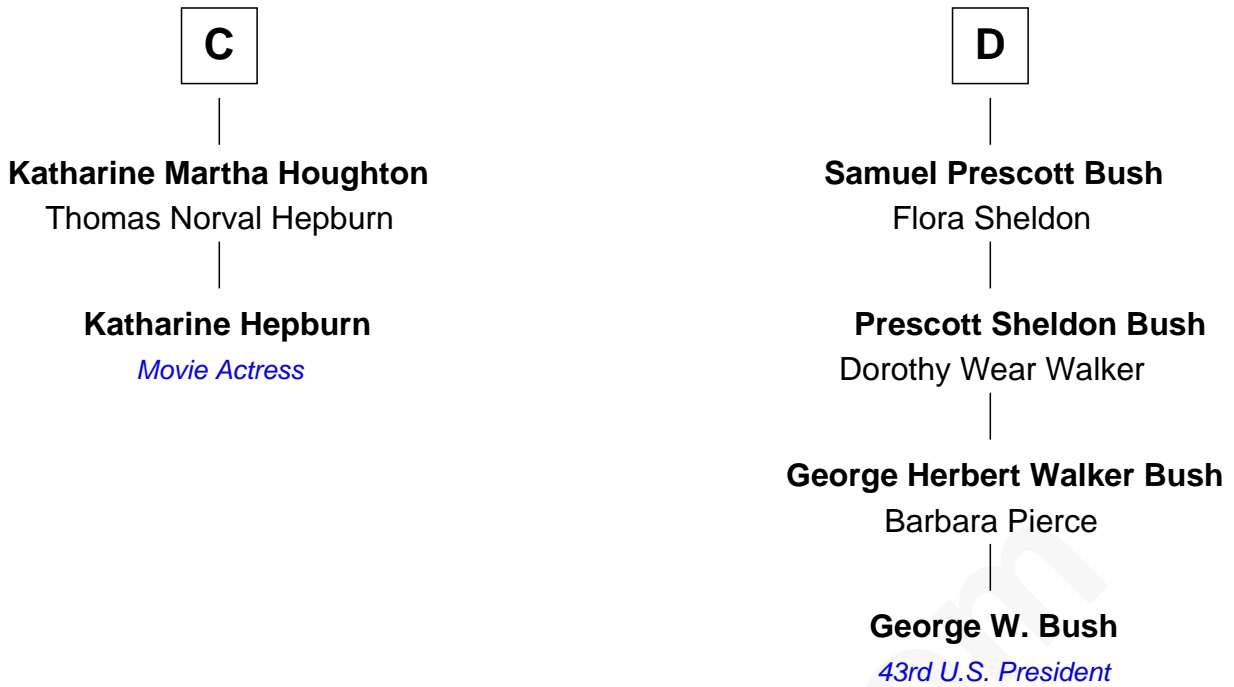 C
Katharine Martha Houghton
Thomas Norval Hepburn
Katharine Hepburn
Movie Actress
D
Samuel Prescott Bush
Flora Sheldon
Prescott Sheldon Bush
Dorothy Wear Walker
George Herbert Walker Bush
Barbara Pierce
George W. Bush
43rd U.S. President